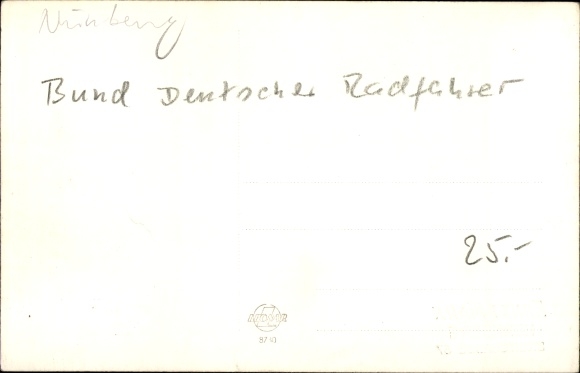 Nürnberg
Bund Deutscher Radfahrer
25.-